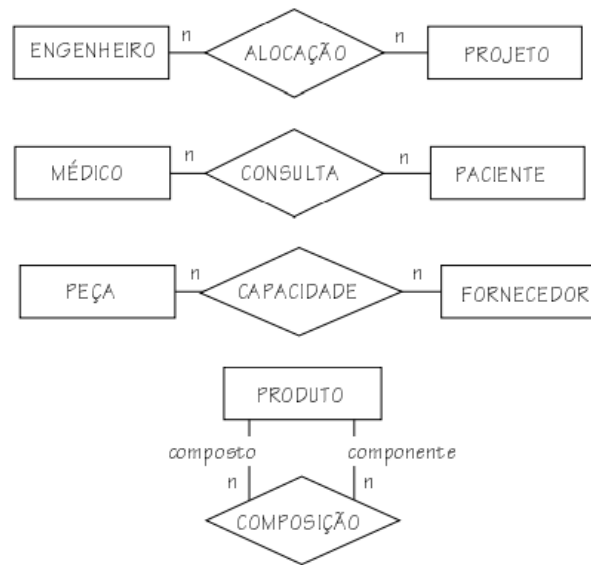 ENGENHEIRO n ALOCAÇÃO n PROJETO
MÉDICO n CONSULTA n PACIENTE
PEÇA n CAPACIDADE n FORNECEDOR
PRODUTO
composto componente
n n
COMPOSIÇÃO